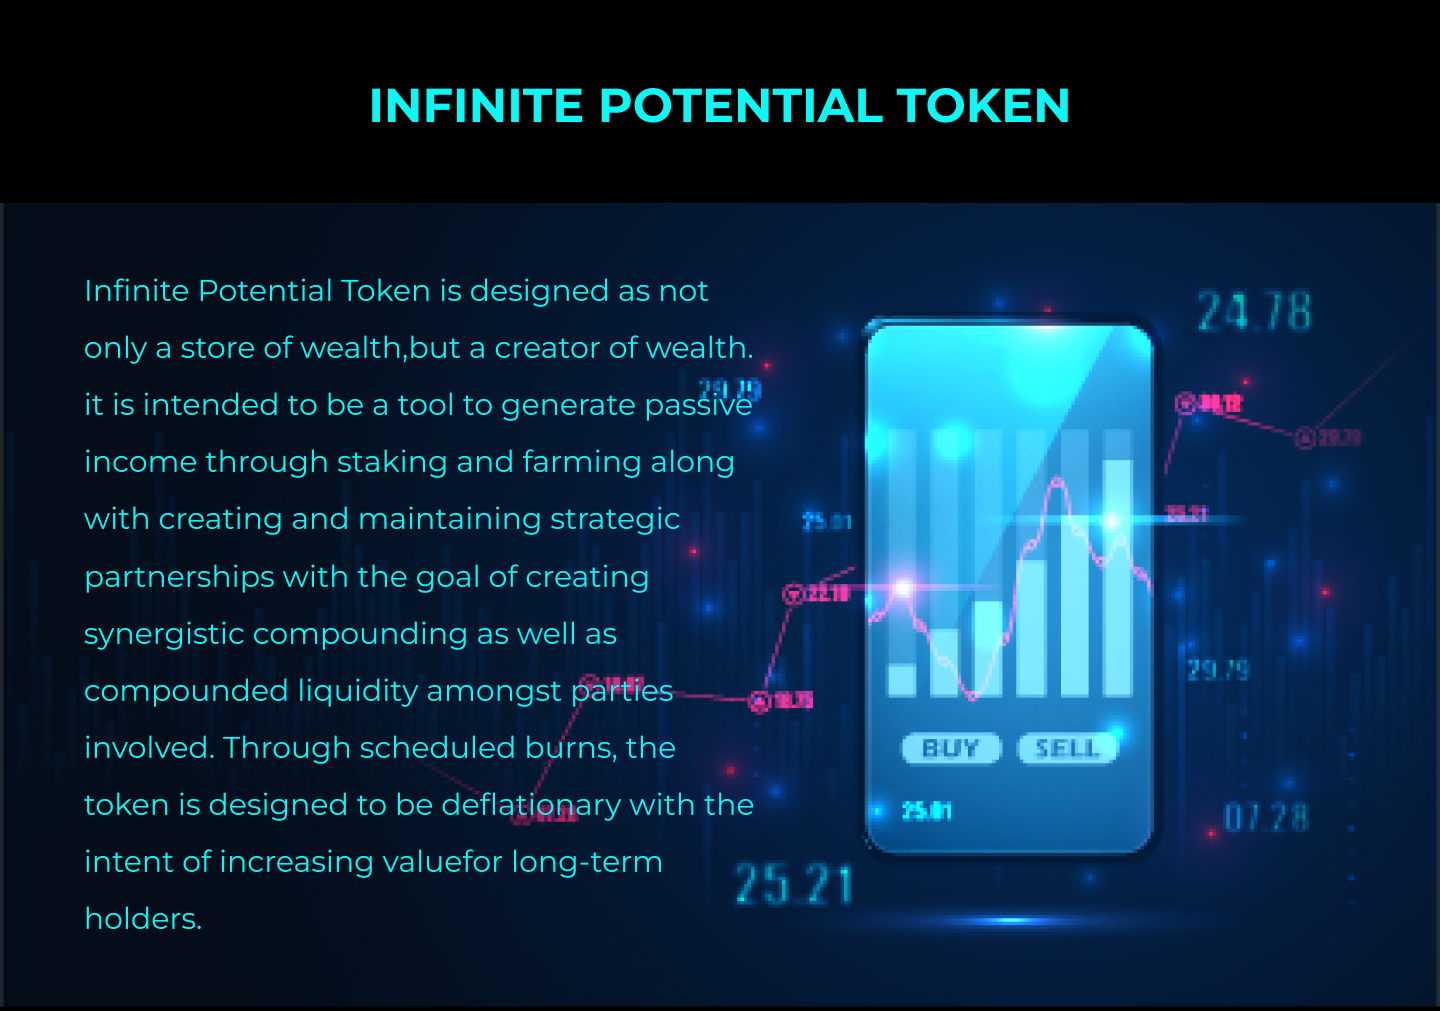 INFINITE POTENTIAL TOKEN
Infinite Potential Token is designed as not
only a store of wealth,but a creator of wealth.
it is intended to be a tool to generate passive
income through staking and farming along
with creating and maintaining strategic
partnerships with the goal of creating
synergistic compounding as well as
compounded liquidity amongst parties
involved. Through scheduled burns, the
token is designed to be deflationary with the
intent of increasing valuefor long-term
holders.
24.78
29.79
25.01
25.21
22.10
29.79
18.75
BUY SELL
25.01
07.28
25.21